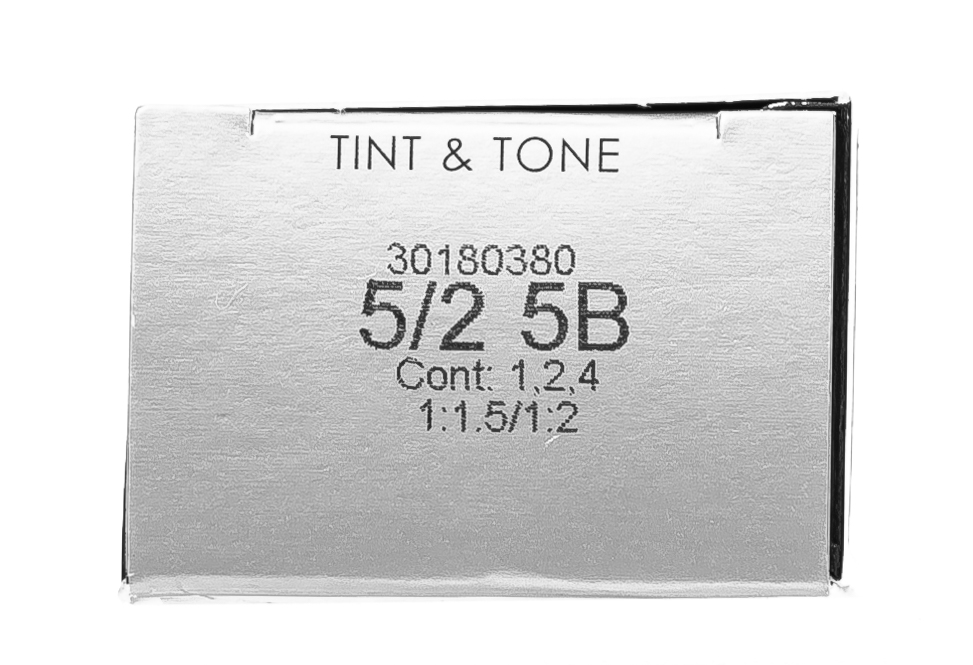 TINT & TONE
30180380
5/2 5B
Cont: 1,2,4
1:1.5/1:2